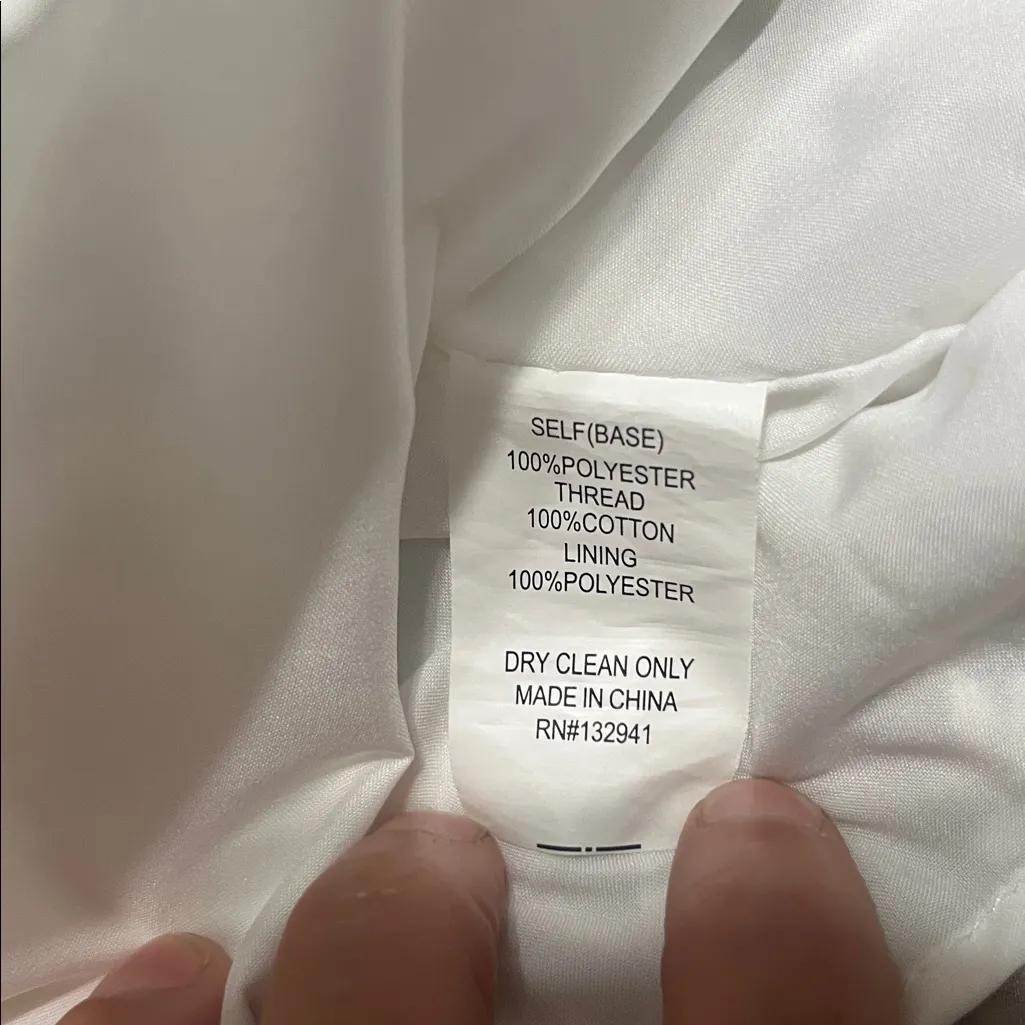 SELF(BASE)
100%POLYESTER
THREAD
100%COTTON
LINING
100%POLYESTER
DRY CLEAN ONLY
MADE IN CHINA
RN#132941